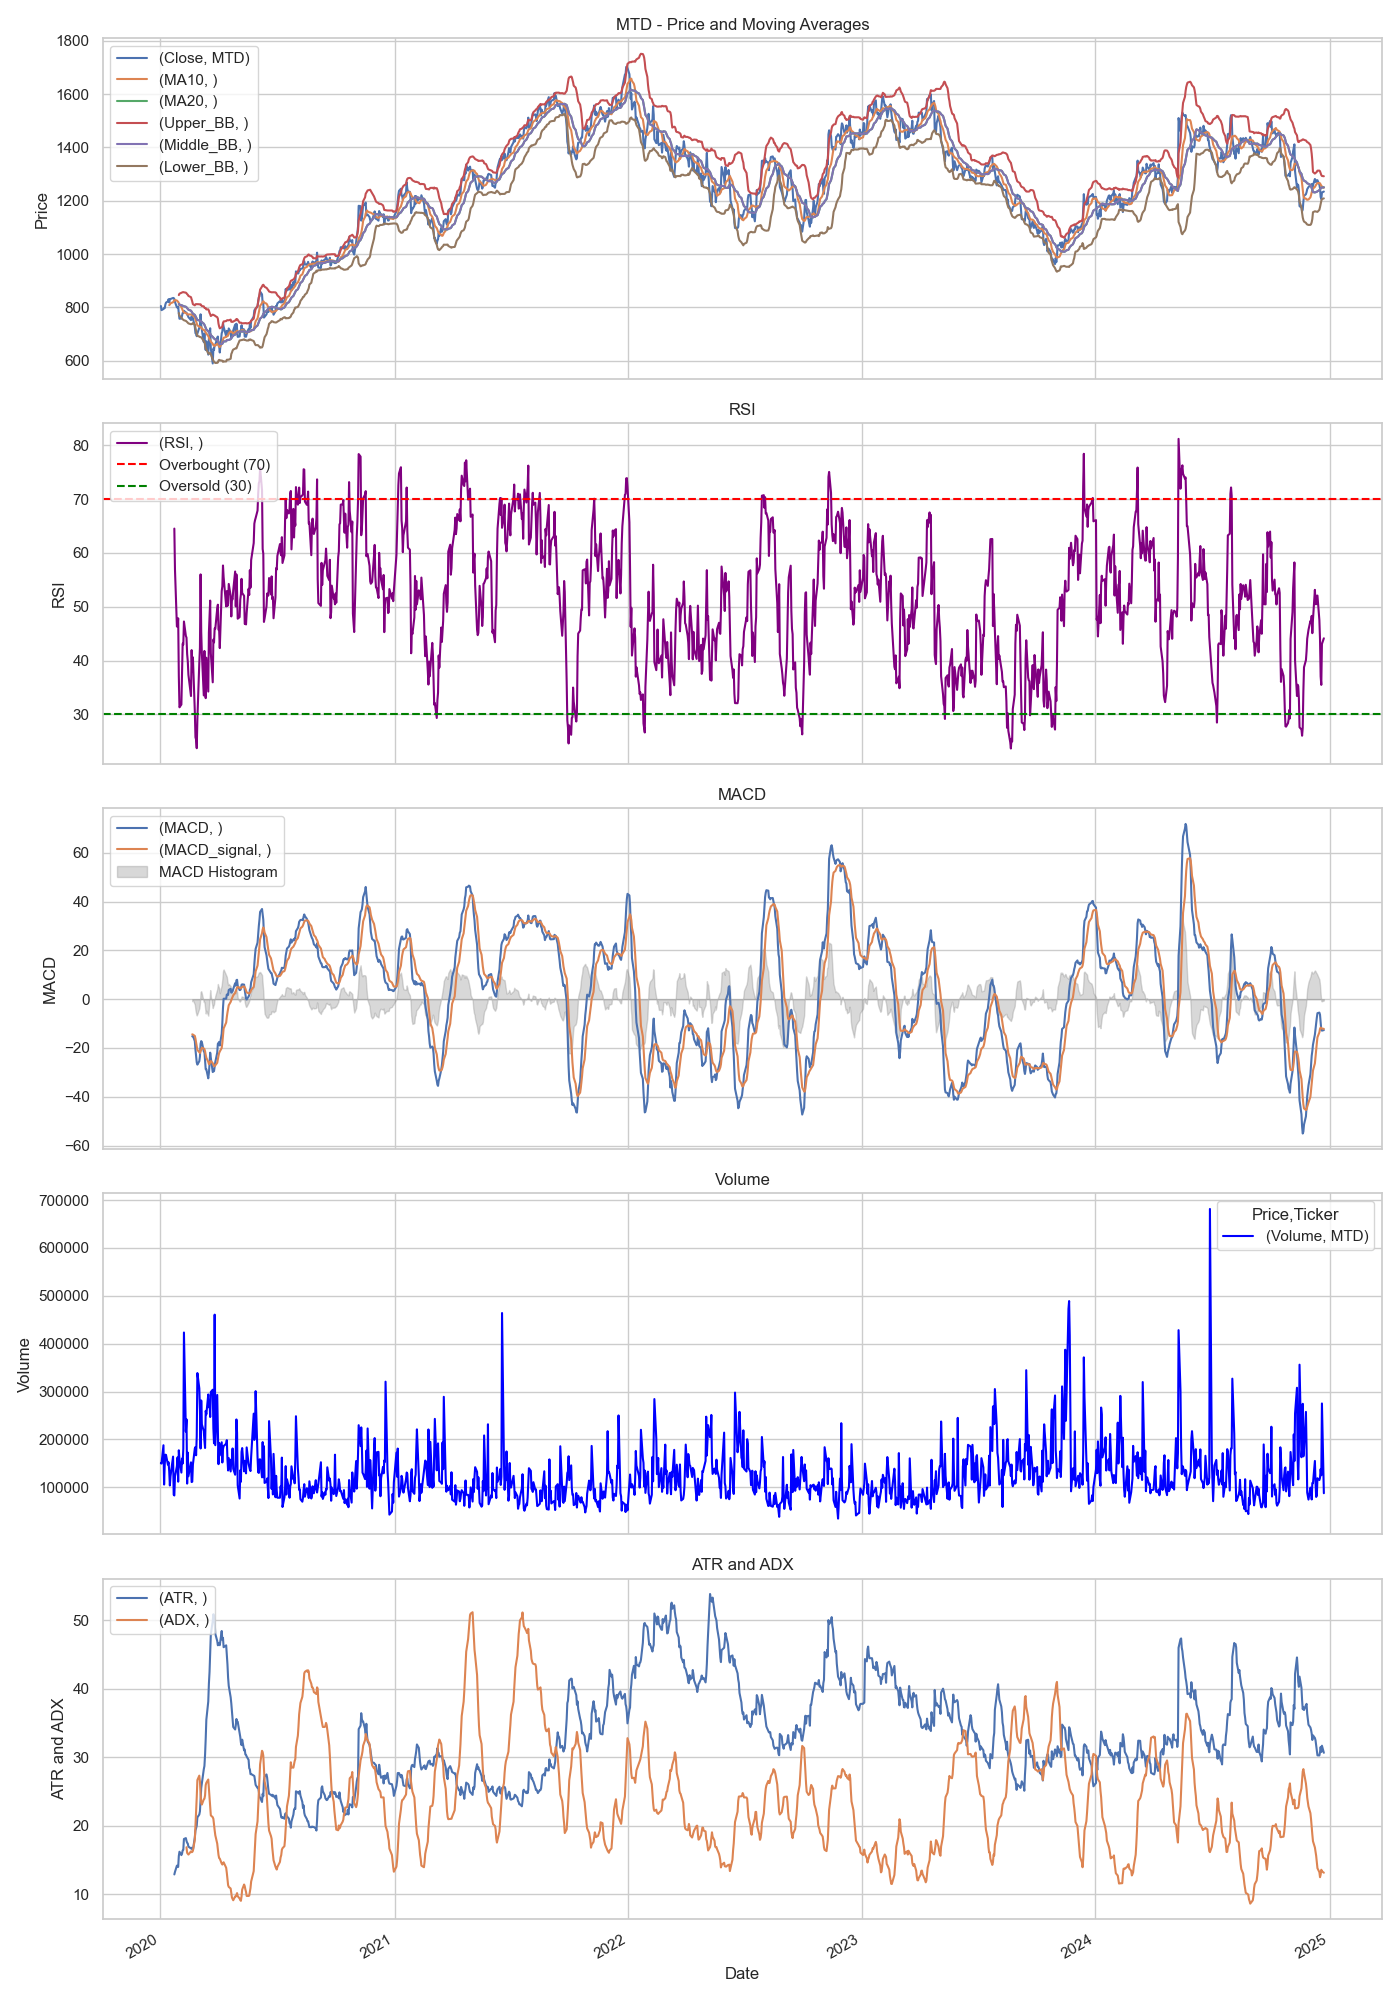 MTD - Price and Moving Averages
1800
1600
1400
1200
1000
800
600
Price
(Close, MTD)
(MA10, )
(MA20, )
(Upper_BB, )
(Middle_BB, )
(Lower_BB, )
RSI
80
70
60
50
40
30
RSI
(RSI, )
Overbought (70)
Oversold (30)
MACD
60
40
20
0
−20
−40
−60
MACD
(MACD, )
(MACD_signal, )
MACD Histogram
Volume
700000
600000
500000
400000
300000
200000
100000
Volume
Price,Ticker
(Volume, MTD)
ATR and ADX
50
40
30
20
10
ATR and ADX
(ATR, )
(ADX, )
2020
2021
2022
2023
2024
2025
Date